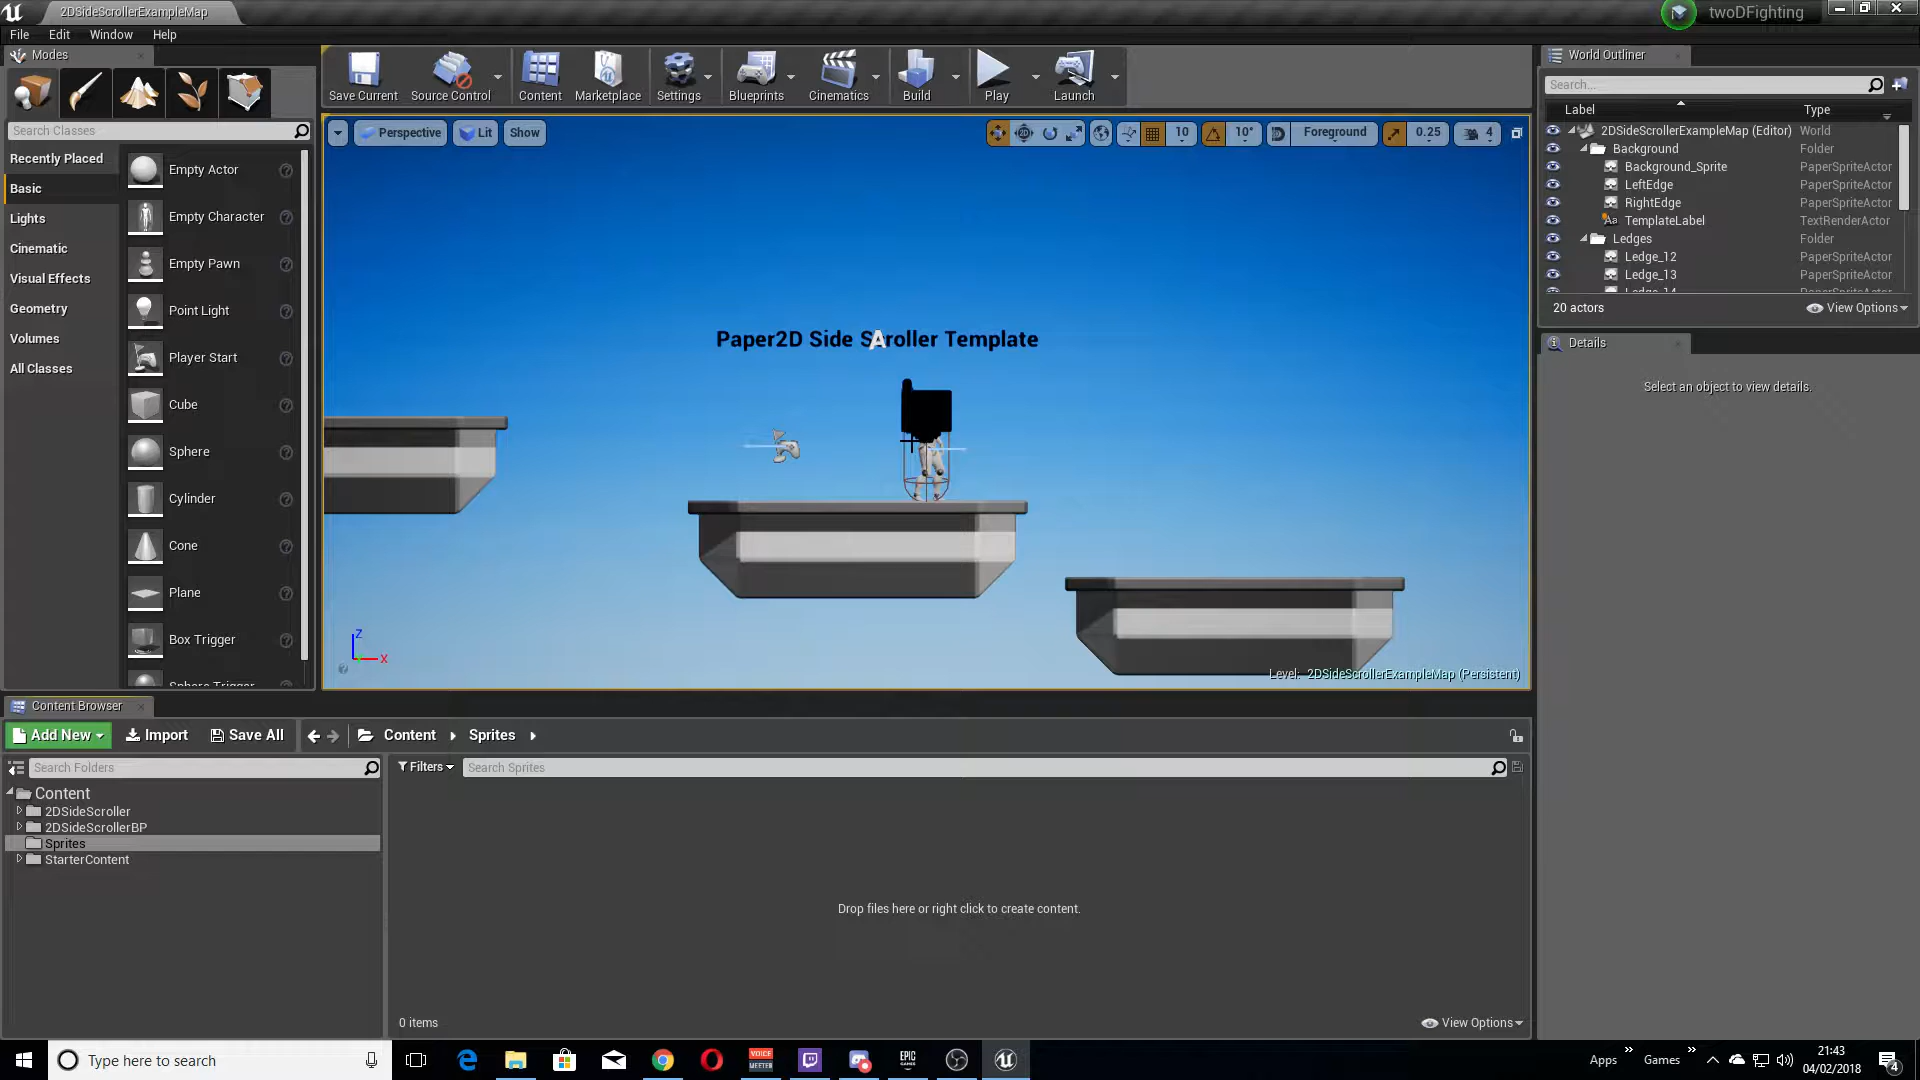 2DSideScrollerExampleMap
twoDFighting
File Edit Window Help
Modes
Save Current
Source Control
Content
Marketplace
Settings
Blueprints
Cinematics
Build
Play
Launch
World Outliner
Search Classes
Search...
Label Type
Perspective
Lit
Show
10
10°
Foreground
0.25
4
Recently Placed
Basic
Lights
Cinematic
Visual Effects
Geometry
Volumes
All Classes
Empty Actor
Empty Character
Empty Pawn
Point Light
Player Start
Cube
Sphere
Cylinder
Cone
Plane
Box Trigger
Sphere Trigger
Paper2D Side Scroller Template
A
Z
X
Level: 2DSideScrollerExampleMap (Persistent)
2DSideScrollerExampleMap (Editor) World
Background Folder
Background_Sprite PaperSpriteActor
LeftEdge PaperSpriteActor
RightEdge PaperSpriteActor
TemplateLabel TextRenderActor
Ledges Folder
Ledge_12 PaperSpriteActor
Ledge_13 PaperSpriteActor
Ledge_14 PaperSpriteActor
20 actors
View Options
Details
Select an object to view details.
Content Browser
Add New
Import
Save All
Content
Sprites
Search Folders
Filters
Search Sprites
Content
2DSideScroller
2DSideScrollerBP
Sprites
StarterContent
Drop files here or right click to create content.
0 items
View Options
Type here to search
VOICE
MEETER
EPIC
GAMES
Apps
Games
21:43
04/02/2018
4